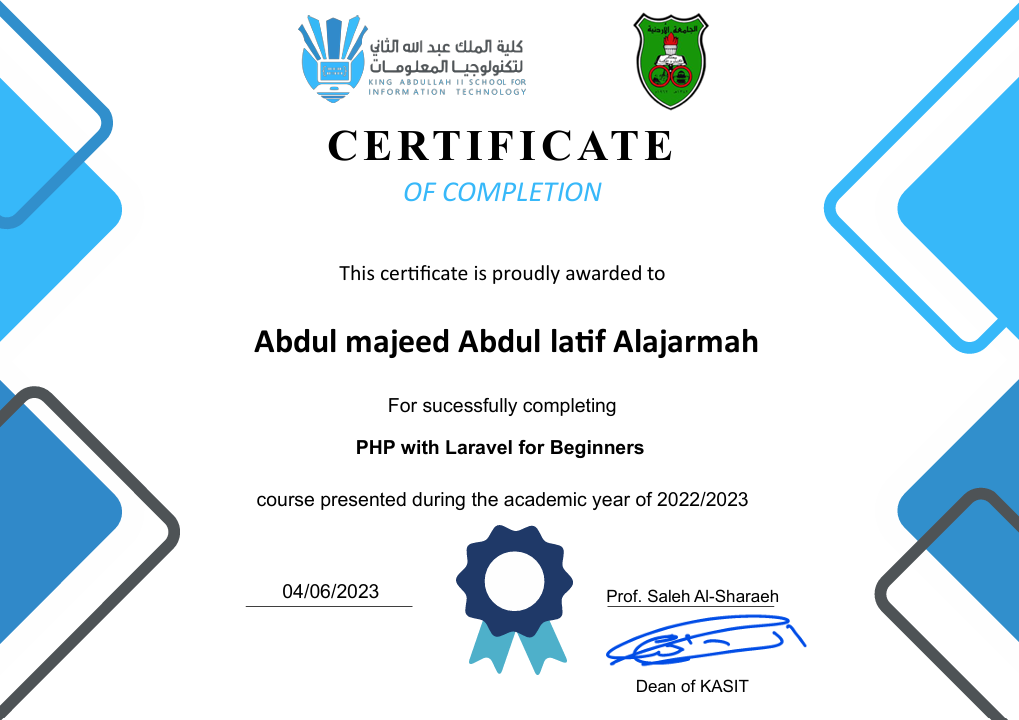 كلية الملك عبد الله الثاني
لتكنولوجيا المعلومات
KING ABDULLAH II SCHOOL FOR
INFORMATION TECHNOLOGY
الجامعة الأردنية
CERTIFICATE
OF COMPLETION
This certificate is proudly awarded to
Abdul majeed Abdul latif Alajarmah
For sucessfully completing
PHP with Laravel for Beginners
course presented during the academic year of 2022/2023
04/06/2023
Prof. Saleh Al-Sharaeh
Dean of KASIT